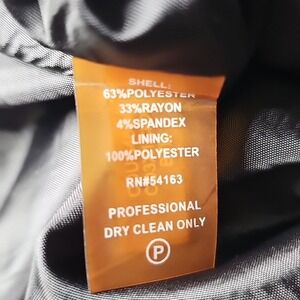 SHELL:
63%POLYESTER
33%RAYON
4%SPANDEX
LINING:
100%POLYESTER
RN#54163
PROFESSIONAL
DRY CLEAN ONLY
P